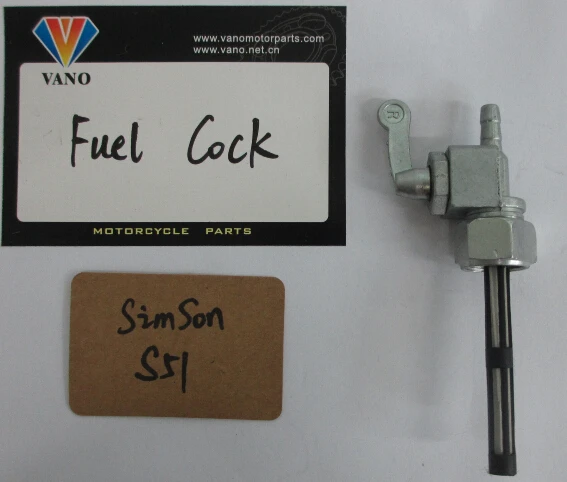 www.vanomotorparts.com
www.vano.net.cn
VANO
Fuel Cock
MOTORCYCLE PARTS
SimSon
S51
R